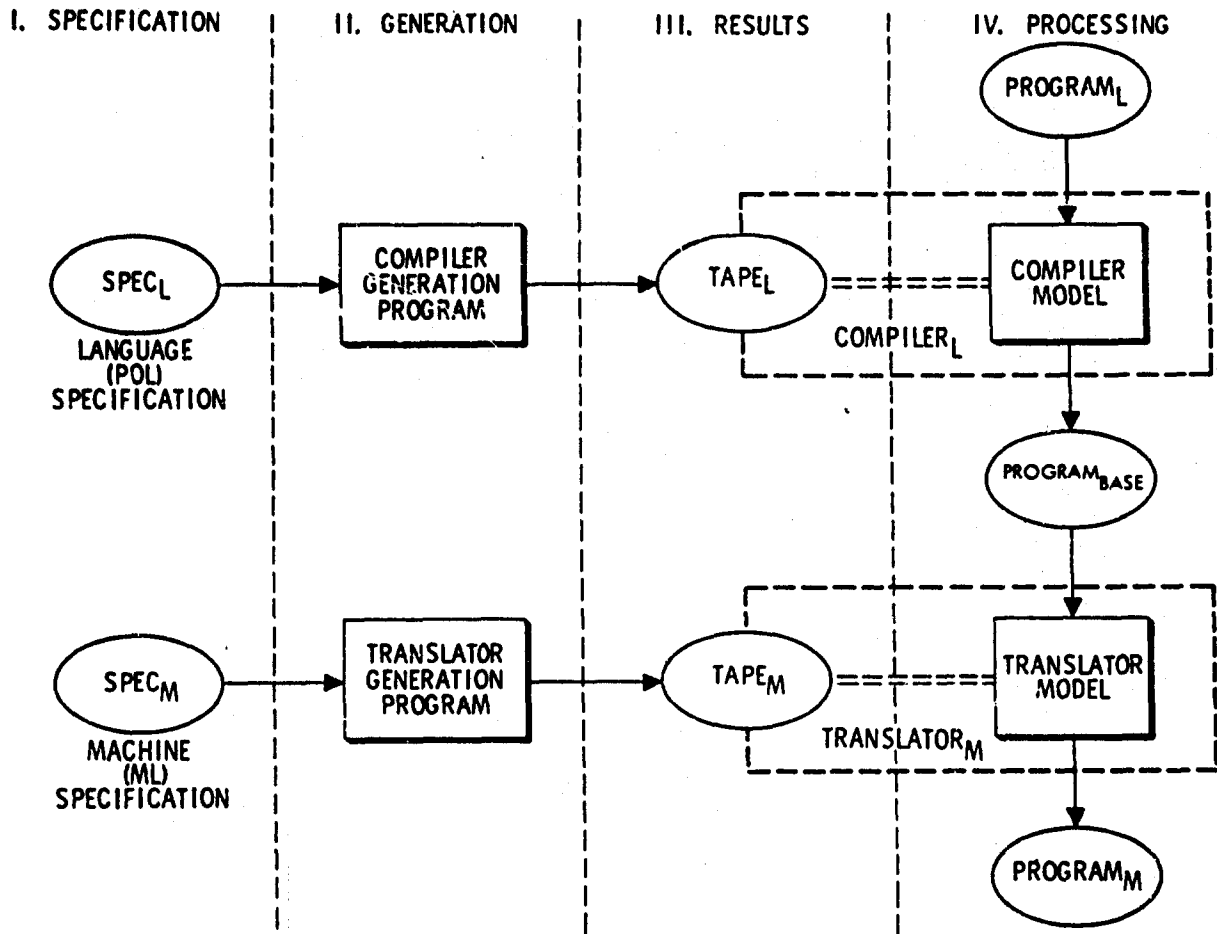 I. SPECIFICATION
II. GENERATION
III. RESULTS
IV. PROCESSING
PROGRAM_L
SPEC_L
LANGUAGE
(POL)
SPECIFICATION
COMPILER
GENERATION
PROGRAM
TAPE_L
COMPILER
MODEL
COMPILER_L
PROGRAM_BASE
SPEC_M
MACHINE
(ML)
SPECIFICATION
TRANSLATOR
GENERATION
PROGRAM
TAPE_M
TRANSLATOR
MODEL
TRANSLATOR_M
PROGRAM_M